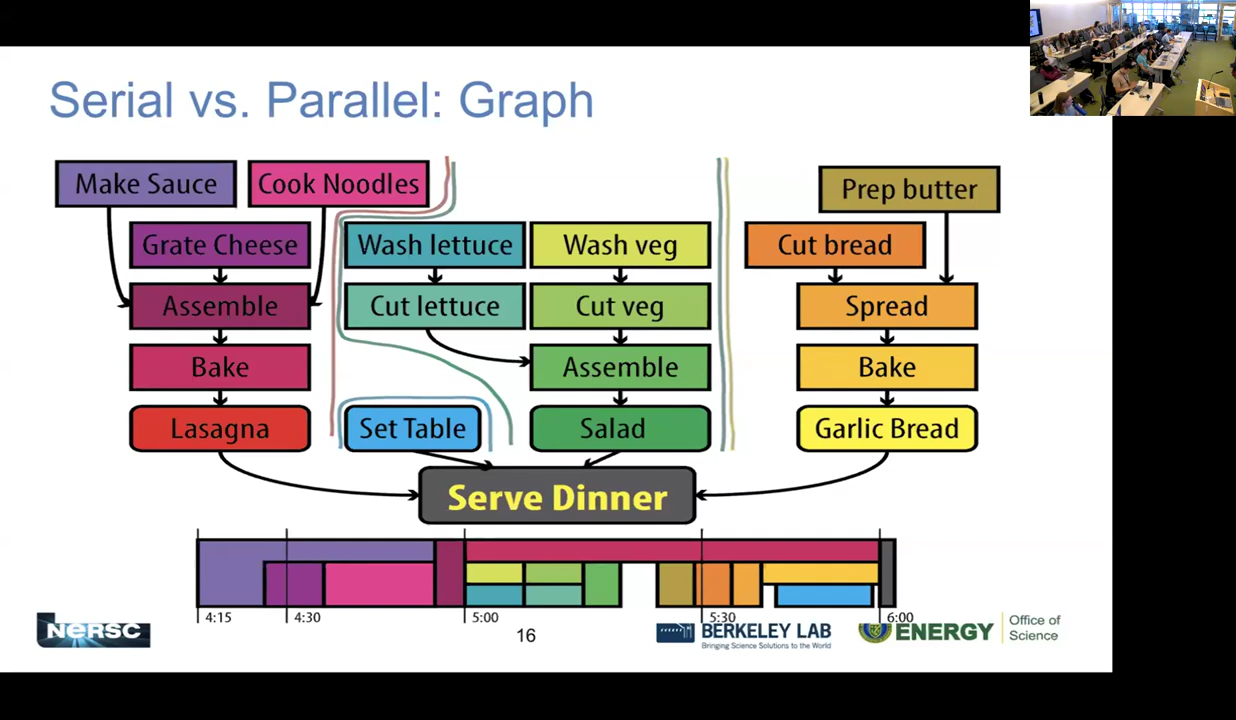 Serial vs. Parallel: Graph
Make Sauce
Cook Noodles
Prep butter
Grate Cheese
Wash lettuce
Wash veg
Cut bread
Assemble
Cut lettuce
Cut veg
Spread
Bake
Assemble
Bake
Lasagna
Set Table
Salad
Garlic Bread
Serve Dinner
4:15
4:30
5:00
5:30
6:00
NERSC
16
BERKELEY LAB
Bringing Science Solutions to the World
ENERGY
Office of
Science